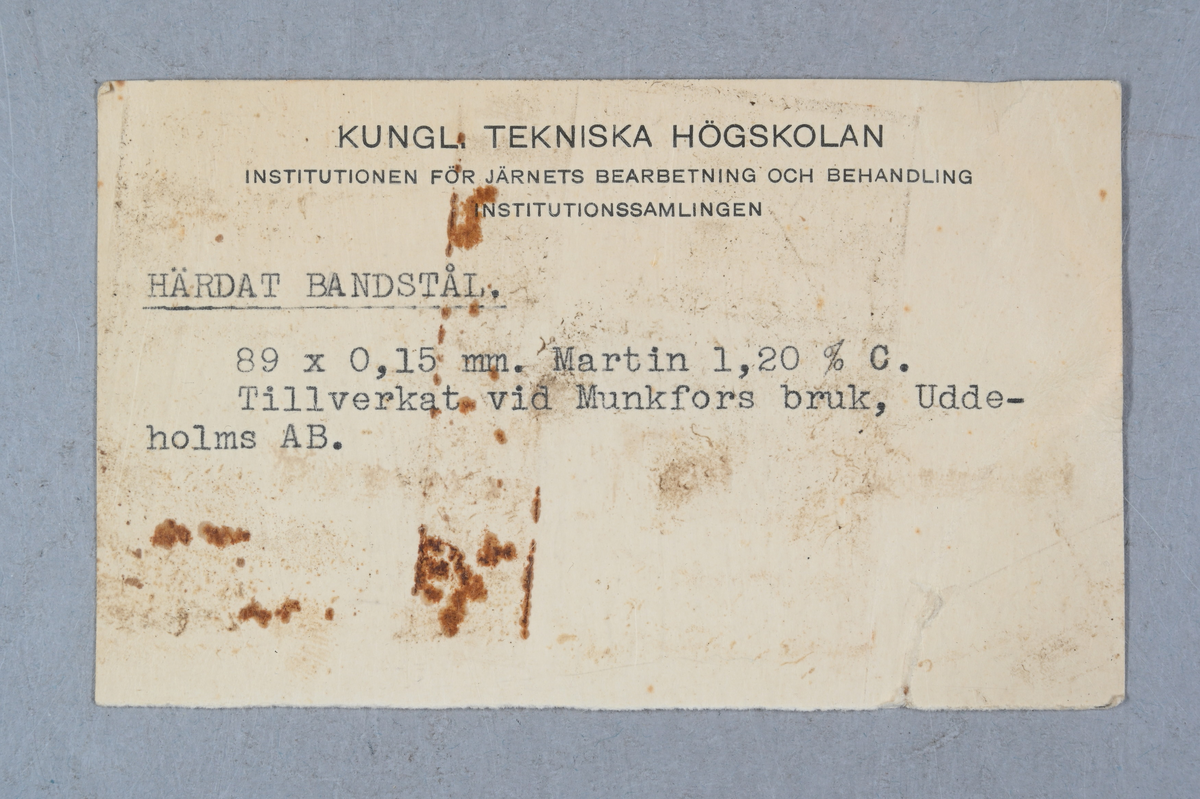 KUNGL. TEKNISKA HÖGSKOLAN
INSTITUTIONEN FÖR JÄRNETS BEARBETNING OCH BEHANDLING
INSTITUTIONSSAMLINGEN
HÄRDAT BANDSTÅL.
89 x 0,15 mm. Martin 1,20 % C.
Tillverkat vid Munkfors bruk, Udde-
holms AB.